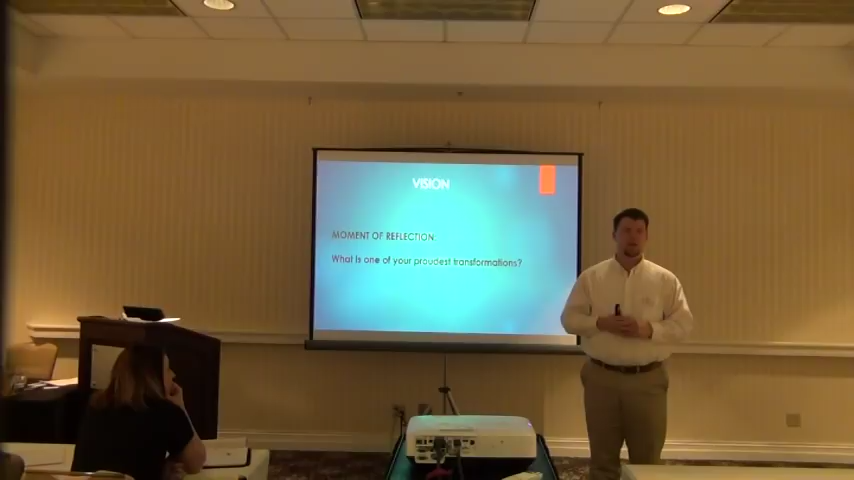 VISION
MOMENT OF REFLECTION
What is one of your proudest transformations?